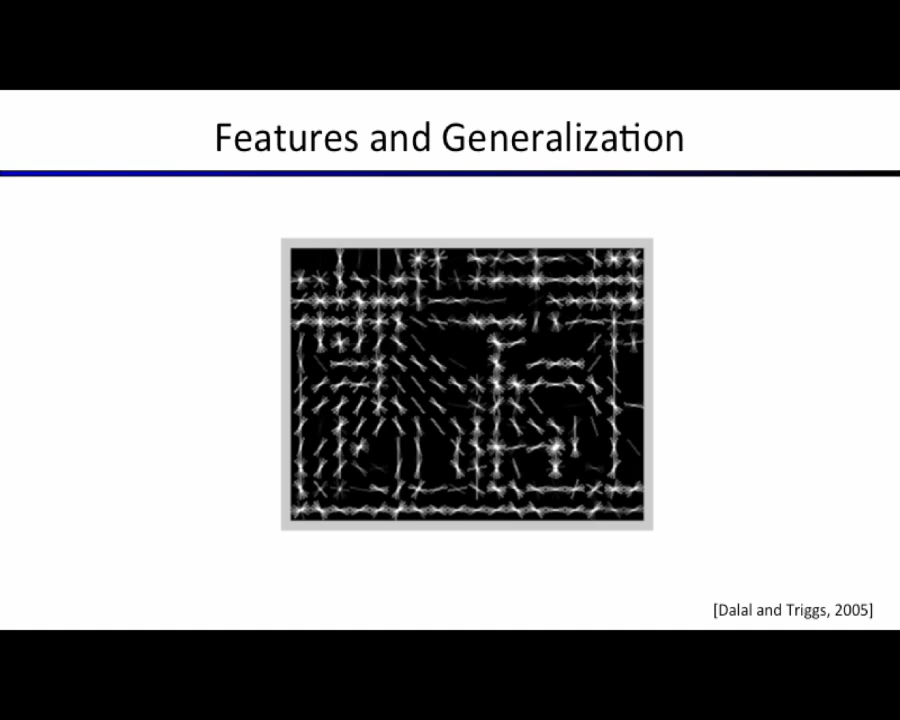 Features and Generalization
[Dalal and Triggs, 2005]